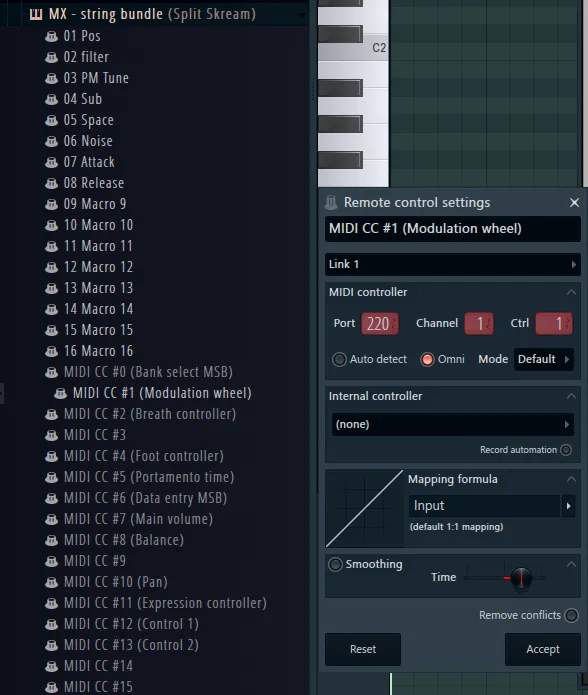 MX - string bundle (Split Skream)
01 Pos
02 filter
03 PM Tune
04 Sub
05 Space
06 Noise
07 Attack
08 Release
09 Macro 9
10 Macro 10
11 Macro 11
12 Macro 12
13 Macro 13
14 Macro 14
15 Macro 15
16 Macro 16
MIDI CC #0 (Bank select MSB)
MIDI CC #1 (Modulation wheel)
MIDI CC #2 (Breath controller)
MIDI CC #3
MIDI CC #4 (Foot controller)
MIDI CC #5 (Portamento time)
MIDI CC #6 (Data entry MSB)
MIDI CC #7 (Main volume)
MIDI CC #8 (Balance)
MIDI CC #9
MIDI CC #10 (Pan)
MIDI CC #11 (Expression controller)
MIDI CC #12 (Control 1)
MIDI CC #13 (Control 2)
MIDI CC #14
MIDI CC #15
C2
Remote control settings
MIDI CC #1 (Modulation wheel)
Link 1
MIDI controller
Port 220 Channel 1 Ctrl 1
Auto detect Omni Mode Default
Internal controller
(none)
Record automation
Mapping formula
Input
(default 1:1 mapping)
Smoothing
Time
Remove conflicts
Reset Accept